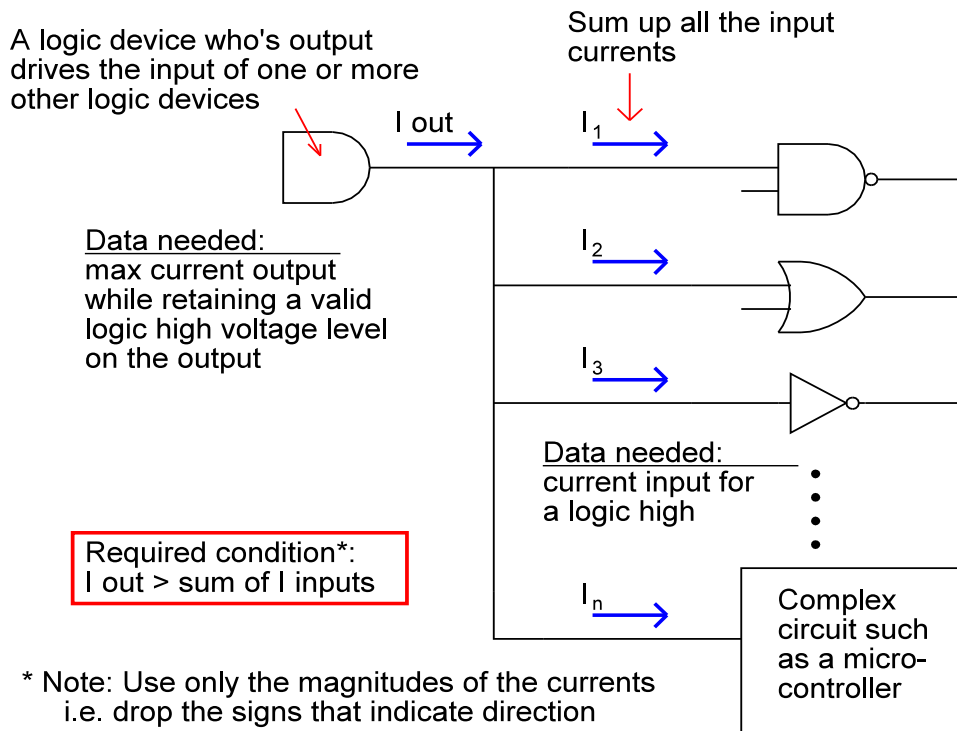 A logic device who's output
drives the input of one or more
other logic devices
Sum up all the input
currents
I out
I1
Data needed:
max current output
while retaining a valid
logic high voltage level
on the output
I2
I3
Data needed:
current input for
a logic high
Required condition*:
I out > sum of I inputs
In
Complex
circuit such
as a micro-
controller
* Note: Use only the magnitudes of the currents
i.e. drop the signs that indicate direction